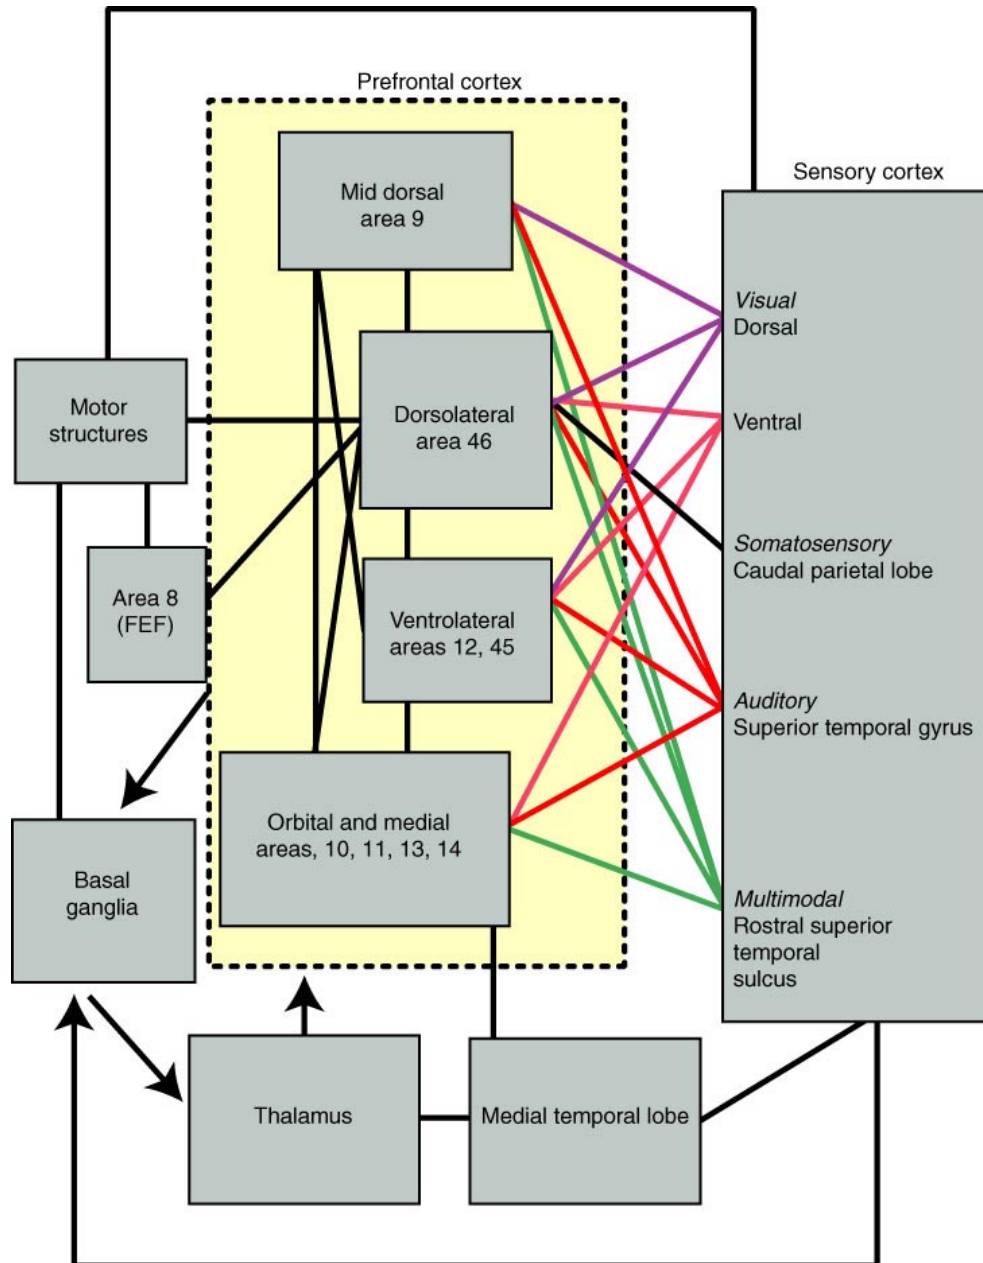 Prefrontal cortex
Mid dorsal
area 9
Sensory cortex
Visual
Dorsal
Motor
structures
Dorsolateral
area 46
Ventral
Somatosensory
Caudal parietal lobe
Area 8
(FEF)
Ventrolateral
areas 12, 45
Auditory
Superior temporal gyrus
Orbital and medial
areas, 10, 11, 13, 14
Basal
ganglia
Multimodal
Rostral superior
temporal
sulcus
Thalamus
Medial temporal lobe